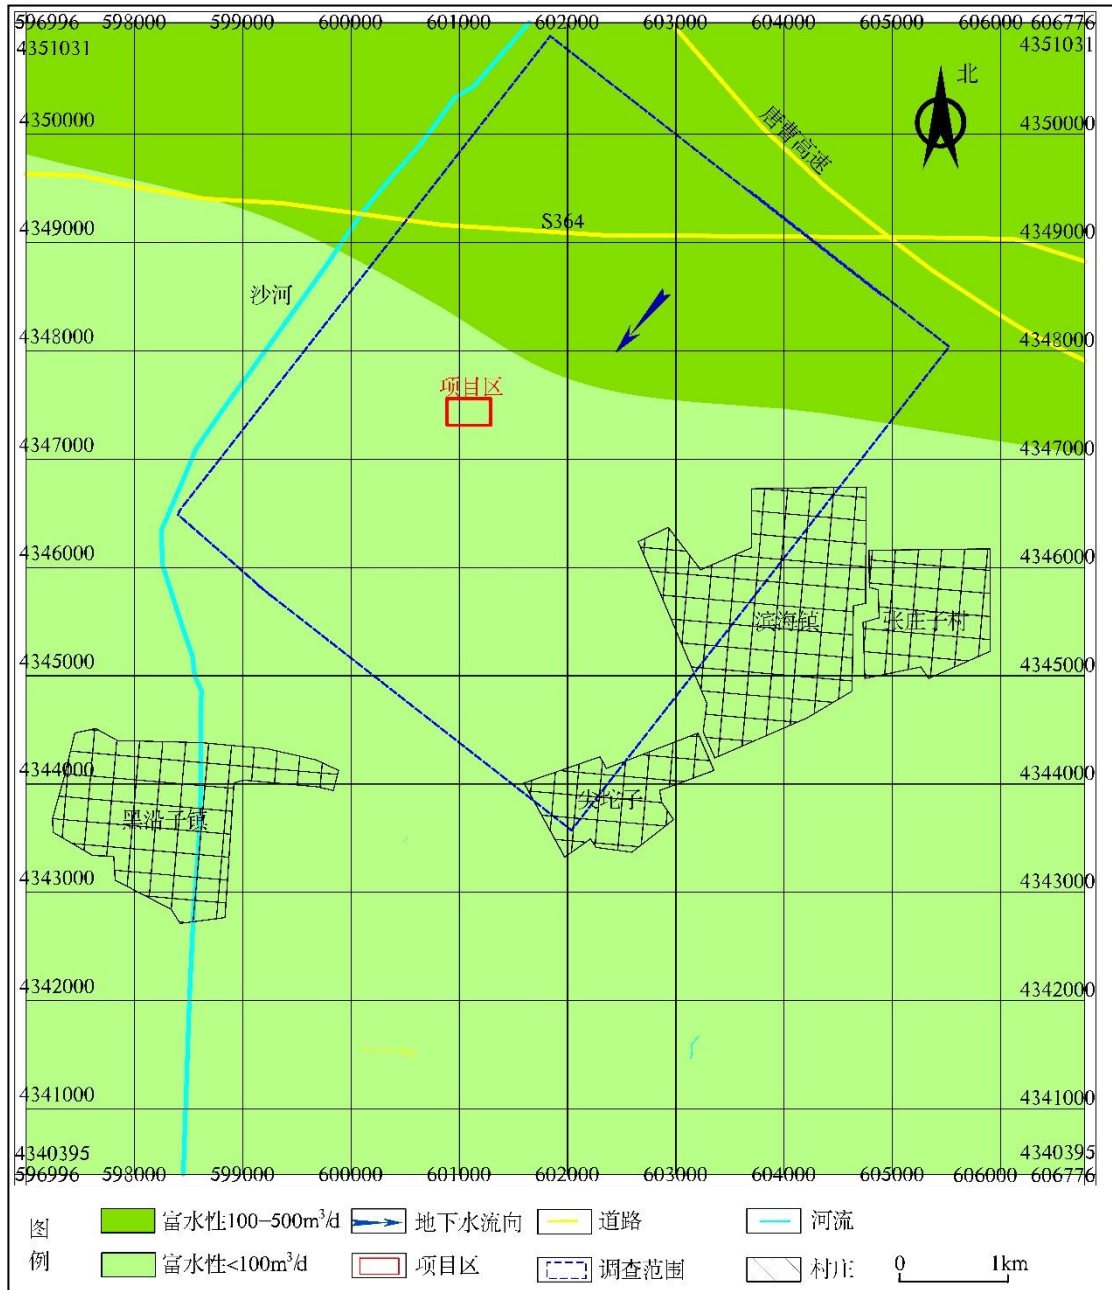 596996 598000 599000 600000 601000 602000 603000 604000 605000 606000 606776
4351031 4351031
北
唐曹高速
4350000 4350000
S364
4349000 4349000
沙河
4348000 4348000
项目区
4347000 4347000
4346000 4346000
滨海镇 张庄子村
4345000 4345000
4344000 4344000
尖坨子
黑沿子镇
4343000 4343000
4342000 4342000
4341000 4341000
4340395 4340395
596996 598000 599000 600000 601000 602000 603000 604000 605000 606000 606776
图例
富水性100-500m³/d 地下水流向 道路 河流
富水性<100m³/d 项目区 调查范围 村庄 0 1km